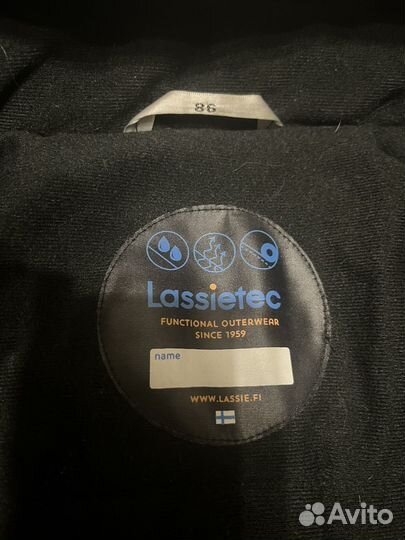 86
Lassietec
FUNCTIONAL OUTERWEAR
SINCE 1959
name
WWW.LASSIE.FI
Avito